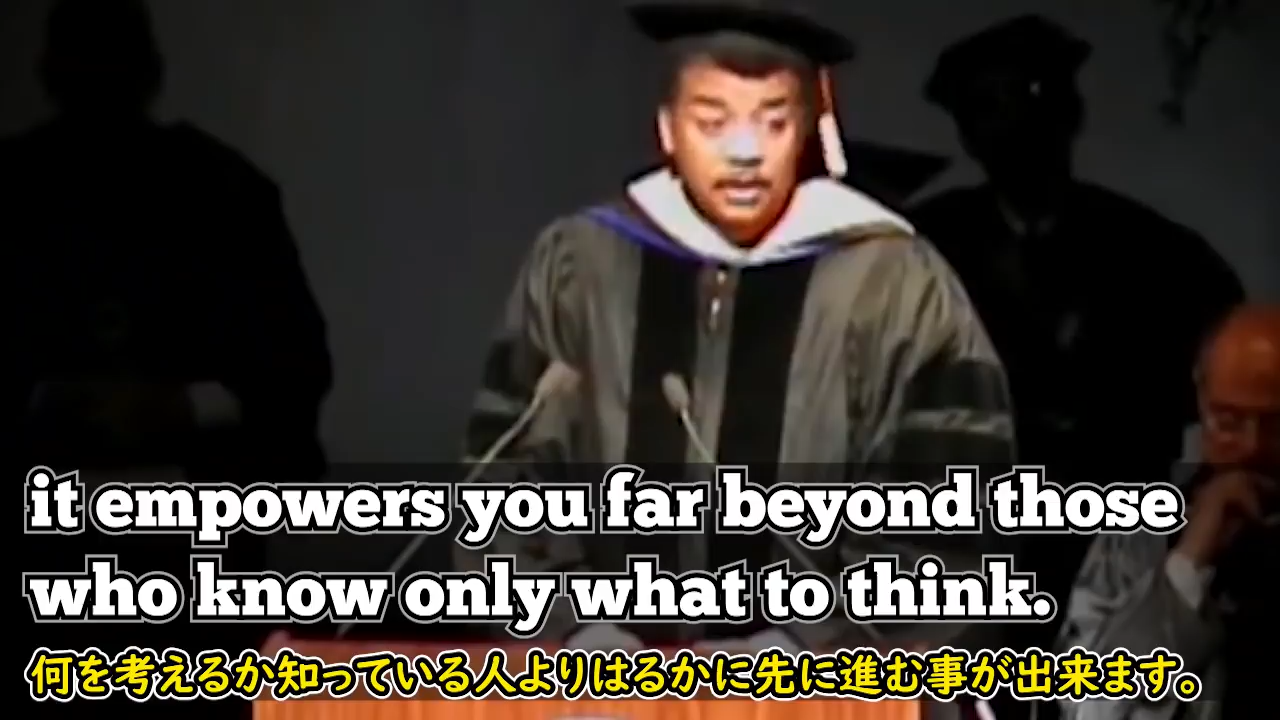 it empowers you far beyond those
who know only what to think.
何を考えるか知っている人よりはるかに先に進む事が出来ます。